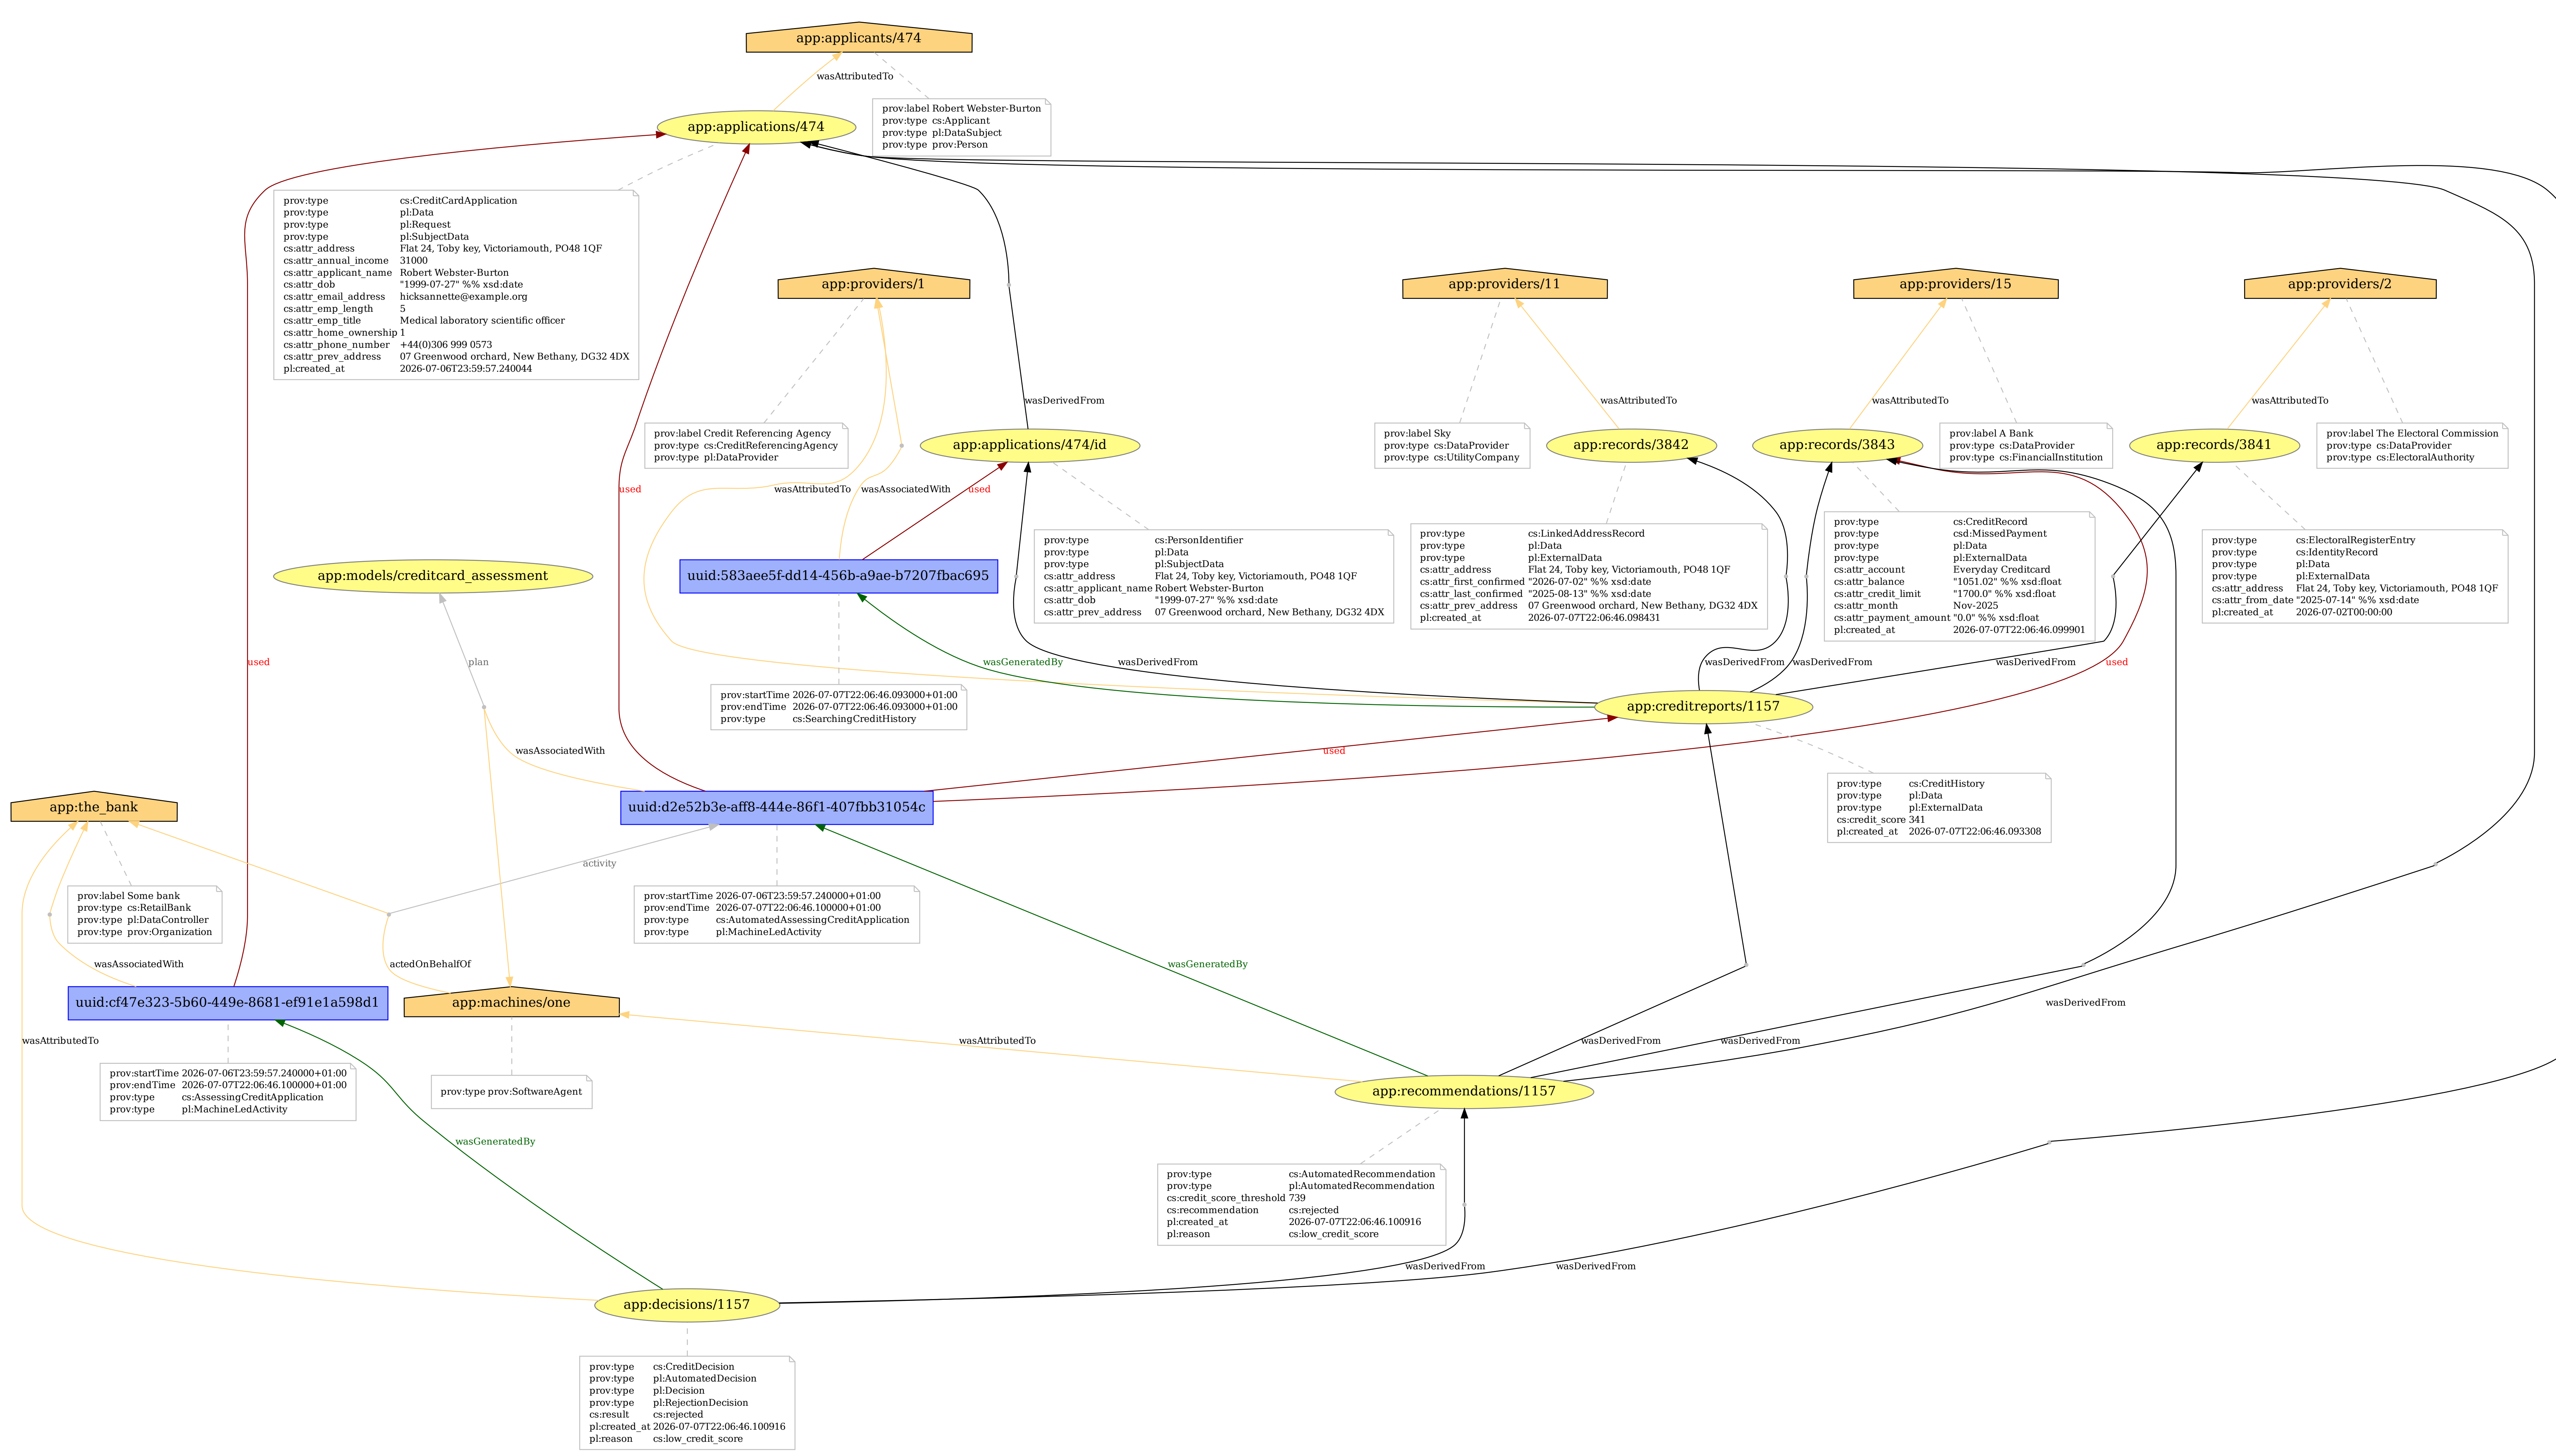 app:applicants/474
wasAttributedTo
prov:label Robert Webster-Burton
prov:type cs:Applicant
prov:type pl:DataSubject
prov:type prov:Person
app:applications/474
prov:type cs:CreditCardApplication
prov:type pl:Data
prov:type pl:Request
prov:type pl:SubjectData
cs:attr_address Flat 24, Toby key, Victoriamouth, PO48 1QF
cs:attr_annual_income 31000
cs:attr_applicant_name Robert Webster-Burton
cs:attr_dob "1999-07-27" %% xsd:date
cs:attr_email_address hicksannette@example.org
cs:attr_emp_length 5
cs:attr_emp_title Medical laboratory scientific officer
cs:attr_home_ownership 1
cs:attr_phone_number +44(0)306 999 0573
cs:attr_prev_address 07 Greenwood orchard, New Bethany, DG32 4DX
pl:created_at 2026-07-06T23:59:57.240044
app:providers/1
app:providers/11
app:providers/15
app:providers/2
wasDerivedFrom
wasAttributedTo
wasAttributedTo
wasAttributedTo
prov:label Credit Referencing Agency
prov:type cs:CreditReferencingAgency
prov:type pl:DataProvider
app:applications/474/id
prov:label Sky
prov:type cs:DataProvider
prov:type cs:UtilityCompany
app:records/3842
app:records/3843
prov:label A Bank
prov:type cs:DataProvider
prov:type cs:FinancialInstitution
app:records/3841
prov:label The Electoral Commission
prov:type cs:DataProvider
prov:type cs:ElectoralAuthority
used
wasAttributedTo
wasAssociatedWith
used
app:models/creditcard_assessment
uuid:583aee5f-dd14-456b-a9ae-b7207fbac695
prov:type cs:PersonIdentifier
prov:type pl:Data
prov:type pl:SubjectData
cs:attr_address Flat 24, Toby key, Victoriamouth, PO48 1QF
cs:attr_applicant_name Robert Webster-Burton
cs:attr_dob "1999-07-27" %% xsd:date
cs:attr_prev_address 07 Greenwood orchard, New Bethany, DG32 4DX
prov:type cs:LinkedAddressRecord
prov:type pl:Data
prov:type pl:ExternalData
cs:attr_address Flat 24, Toby key, Victoriamouth, PO48 1QF
cs:attr_first_confirmed "2026-07-02" %% xsd:date
cs:attr_last_confirmed "2025-08-13" %% xsd:date
cs:attr_prev_address 07 Greenwood orchard, New Bethany, DG32 4DX
pl:created_at 2026-07-07T22:06:46.098431
prov:type cs:CreditRecord
prov:type csd:MissedPayment
prov:type pl:Data
prov:type pl:ExternalData
cs:attr_account Everyday Creditcard
cs:attr_balance "1051.02" %% xsd:float
cs:attr_credit_limit "1700.0" %% xsd:float
cs:attr_month Nov-2025
cs:attr_payment_amount "0.0" %% xsd:float
pl:created_at 2026-07-07T22:06:46.099901
prov:type cs:ElectoralRegisterEntry
prov:type cs:IdentityRecord
prov:type pl:Data
prov:type pl:ExternalData
cs:attr_address Flat 24, Toby key, Victoriamouth, PO48 1QF
cs:attr_from_date "2025-07-14" %% xsd:date
pl:created_at 2026-07-02T00:00:00
used
plan
wasGeneratedBy
wasDerivedFrom
wasDerivedFrom
wasDerivedFrom
wasDerivedFrom
used
prov:startTime 2026-07-07T22:06:46.093000+01:00
prov:endTime 2026-07-07T22:06:46.093000+01:00
prov:type cs:SearchingCreditHistory
app:creditreports/1157
wasAssociatedWith
used
app:the_bank
uuid:d2e52b3e-aff8-444e-86f1-407fbb31054c
prov:type cs:CreditHistory
prov:type pl:Data
prov:type pl:ExternalData
cs:credit_score 341
pl:created_at 2026-07-07T22:06:46.093308
activity
prov:label Some bank
prov:type cs:RetailBank
prov:type pl:DataController
prov:type prov:Organization
prov:startTime 2026-07-06T23:59:57.240000+01:00
prov:endTime 2026-07-07T22:06:46.100000+01:00
prov:type cs:AutomatedAssessingCreditApplication
prov:type pl:MachineLedActivity
wasAssociatedWith
actedOnBehalfOf
wasGeneratedBy
uuid:cf47e323-5b60-449e-8681-ef91e1a598d1
app:machines/one
wasDerivedFrom
wasAttributedTo
wasAttributedTo
wasDerivedFrom
wasDerivedFrom
prov:startTime 2026-07-06T23:59:57.240000+01:00
prov:endTime 2026-07-07T22:06:46.100000+01:00
prov:type cs:AssessingCreditApplication
prov:type pl:MachineLedActivity
prov:type prov:SoftwareAgent
app:recommendations/1157
wasGeneratedBy
prov:type cs:AutomatedRecommendation
prov:type pl:AutomatedRecommendation
cs:credit_score_threshold 739
cs:recommendation cs:rejected
pl:created_at 2026-07-07T22:06:46.100916
pl:reason cs:low_credit_score
wasDerivedFrom
wasDerivedFrom
app:decisions/1157
prov:type cs:CreditDecision
prov:type pl:AutomatedDecision
prov:type pl:Decision
prov:type pl:RejectionDecision
cs:result cs:rejected
pl:created_at 2026-07-07T22:06:46.100916
pl:reason cs:low_credit_score